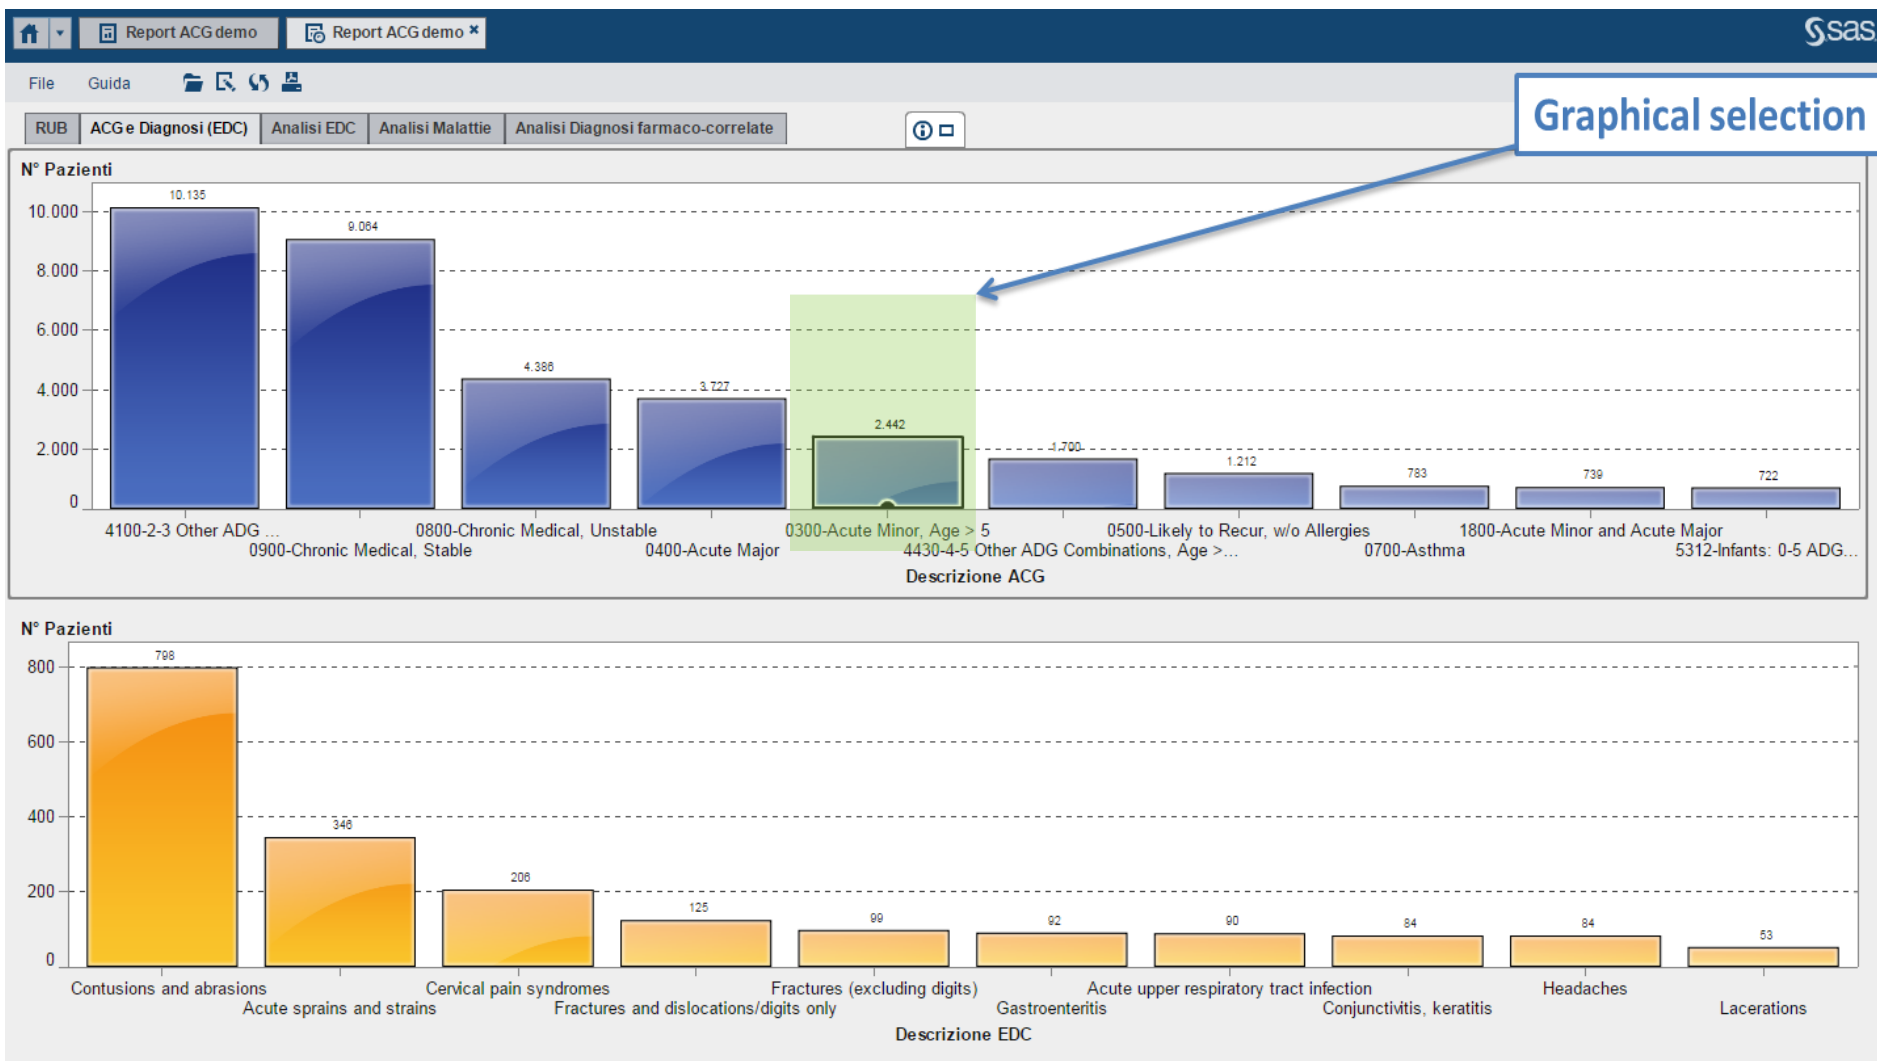 Report ACG demo
Report ACG demo ×
sas
File
Guida
Graphical selection
RUB
ACG e Diagnosi (EDC)
Analisi EDC
Analisi Malattie
Analisi Diagnosi farmaco-correlate
N° Pazienti
10.135
10.000
9.064
8.000
6.000
4.386
4.000
3.727
2.442
2.000
1.700
1.212
783
739
722
0
4100-2-3 Other ADG ...
0900-Chronic Medical, Stable
0800-Chronic Medical, Unstable
0400-Acute Major
0300-Acute Minor, Age > 5
4430-4-5 Other ADG Combinations, Age >...
0500-Likely to Recur, w/o Allergies
0700-Asthma
1800-Acute Minor and Acute Major
5312-Infants: 0-5 ADG...
Descrizione ACG
N° Pazienti
798
800
600
400
346
206
200
125
99
92
90
84
84
53
0
Contusions and abrasions
Acute sprains and strains
Cervical pain syndromes
Fractures and dislocations/digits only
Fractures (excluding digits)
Gastroenteritis
Acute upper respiratory tract infection
Conjunctivitis, keratitis
Headaches
Lacerations
Descrizione EDC